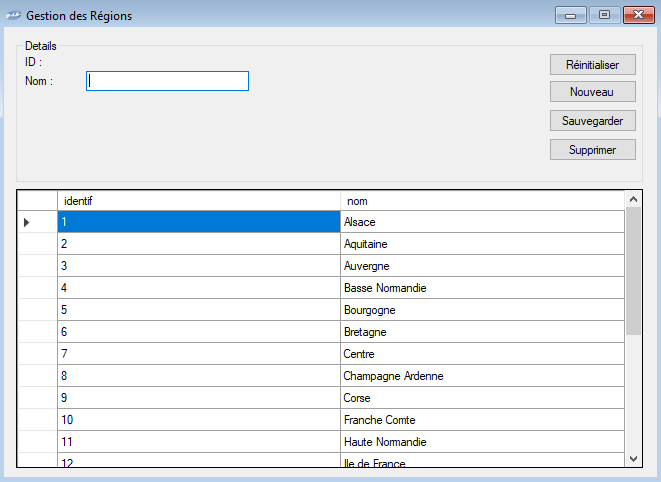 Gestion des Régions
Details
ID :
Nom :
Réinitialiser
Nouveau
Sauvegarder
Supprimer
identif nom
1 Alsace
2 Aquitaine
3 Auvergne
4 Basse Normandie
5 Bourgogne
6 Bretagne
7 Centre
8 Champagne Ardenne
9 Corse
10 Franche Comte
11 Haute Normandie
12 Ile de France